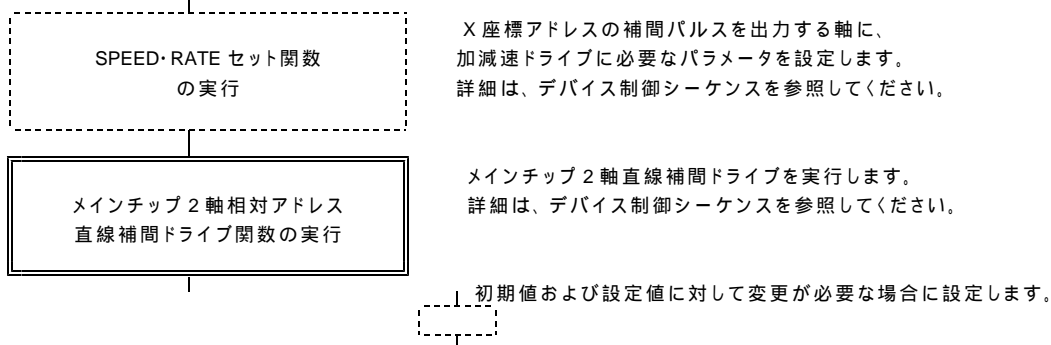 SPEED・RATE セット関数
の実行
X 座標アドレスの補間パルスを出力する軸に、
加減速ドライブに必要なパラメータを設定します。
詳細は、デバイス制御シーケンスを参照してください。
メインチップ 2 軸相対アドレス
直線補間ドライブ関数の実行
メインチップ 2 軸直線補間ドライブを実行します。
詳細は、デバイス制御シーケンスを参照してください。
初期値および設定値に対して変更が必要な場合に設定します。